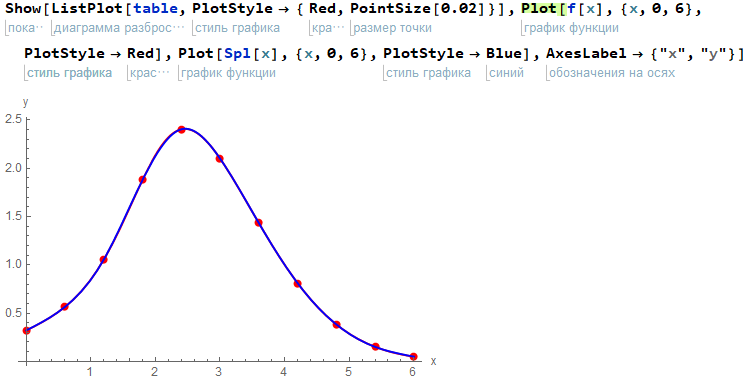 Show[ListPlot[table, PlotStyle → { Red, PointSize[0.02]}], Plot[f[x], {x, 0, 6},
пока⋯ диаграмма разброс⋯ стиль графика кра⋯ размер точки график функции
PlotStyle → Red], Plot[Spl[x], {x, 0, 6}, PlotStyle → Blue], AxesLabel → {"x", "y"}]
стиль графика крас⋯ график функции стиль графика синий обозначения на осях
y
2.5
2.0
1.5
1.0
0.5
1 2 3 4 5 6 x